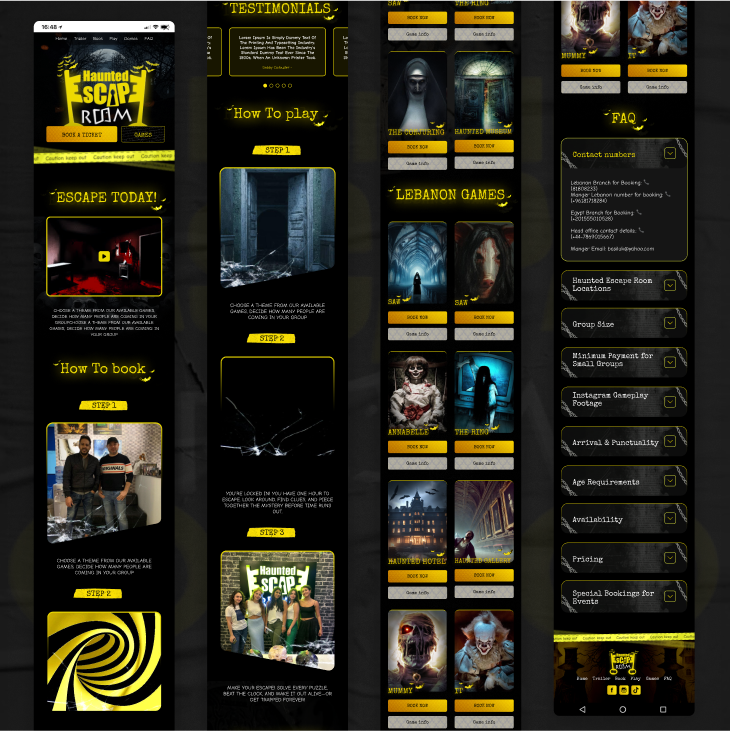 16:48
Home Trailer Book Play Games FAQ
Haunted
ESCAPE
ROOM
BOOK A TICKET
GAMES
Caution keep out Caution keep out Caution keep out
ESCAPE TODAY!
CHOOSE A THEME FROM OUR AVAILABLE GAMES,
DECIDE HOW MANY PEOPLE ARE COMING IN YOUR
GROUPCHOOSE A THEME FROM OUR AVAILABLE
GAMES, DECIDE HOW MANY PEOPLE ARE COMING IN
YOUR GROUP
How To book
STEP 1
CHOOSE A THEME FROM OUR AVAILABLE
GAMES, DECIDE HOW MANY PEOPLE ARE
COMING IN YOUR GROUP
STEP 2
TESTIMONIALS
Lorem Ipsum Is Simply Dummy Text Of
The Printing And Typesetting Industry.
Lorem Ipsum Has Been The Industry's
Standard Dummy Text Ever Since The
1500s, When An Unknown Printer Took
How To play
STEP 1
CHOOSE A THEME FROM OUR AVAILABLE
GAMES, DECIDE HOW MANY PEOPLE ARE
COMING IN YOUR GROUP
STEP 2
YOU'RE LOCKED IN! YOU HAVE ONE HOUR TO
ESCAPE. LOOK AROUND, FIND CLUES, AND PIECE
TOGETHER THE MYSTERY BEFORE TIME RUNS
OUT
STEP 3
Haunted
ESCAPE
MAKE YOUR ESCAPE! SOLVE EVERY PUZZLE,
BEAT THE CLOCK, AND MAKE IT OUT ALIVE—OR
GET TRAPPED FOREVER!
SAW THE RING
BOOK NOW BOOK NOW
Game info Game info
THE CONJURING HAUNTED MUSEUM
BOOK NOW BOOK NOW
Game info Game info
LEBANON GAMES
SAW SAW
BOOK NOW BOOK NOW
Game info Game info
ANNABELLE THE RING
BOOK NOW BOOK NOW
Game info Game info
HAUNTED HOTEL HAUNTED GALLERY
BOOK NOW BOOK NOW
Game info Game info
MUMMY IT
BOOK NOW BOOK NOW
Game info Game info
MUMMY IT
BOOK NOW BOOK NOW
Game info Game info
FAQ
Contact numbers
Lebanon Branch for Booking:
(81818233)
Manger Lebanon number for booking:
(+96181718284)
Egypt Branch for Booking:
(+201555010528)
Head office contact details:
(+44-7869015667)
Haunted Escape Room
Locations
Group Size
Minimum Payment for
Small Groups
Instagram Gameplay
Footage
Arrival & Punctuality
Age Requirements
Availability
Pricing
Special Bookings for
Events
Caution keep out Caution keep out Caution keep out
Haunted
ESCAPE
ROOM
Home Trailer Book Play Games FAQ